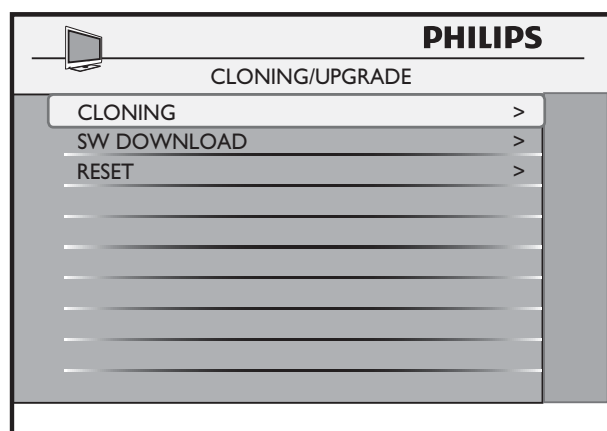 PHILIPS
CLONING/UPGRADE
CLONING >
SW DOWNLOAD >
RESET >